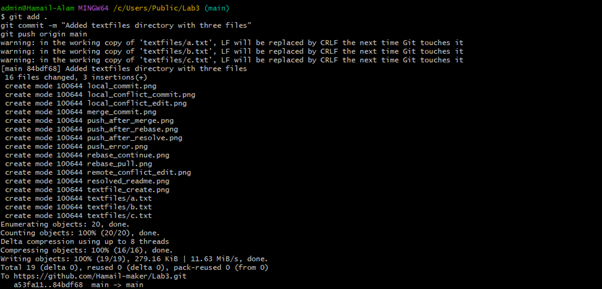 admin@Hamail-Alam MINGW64 /c/Users/Public/Lab3 (main)
$ git add .
git commit -m "Added textfiles directory with three files"
git push origin main
warning: in the working copy of 'textfiles/a.txt', LF will be replaced by CRLF the next time Git touches it
warning: in the working copy of 'textfiles/b.txt', LF will be replaced by CRLF the next time Git touches it
warning: in the working copy of 'textfiles/c.txt', LF will be replaced by CRLF the next time Git touches it
[main 84bdf68] Added textfiles directory with three files
 16 files changed, 3 insertions(+)
 create mode 100644 local_commit.png
 create mode 100644 local_conflict_commit.png
 create mode 100644 local_conflict_edit.png
 create mode 100644 merge_commit.png
 create mode 100644 push_after_merge.png
 create mode 100644 push_after_rebase.png
 create mode 100644 push_after_resolve.png
 create mode 100644 push_error.png
 create mode 100644 rebase_continue.png
 create mode 100644 rebase_pull.png
 create mode 100644 remote_conflict_edit.png
 create mode 100644 resolved_readme.png
 create mode 100644 textfile_create.png
 create mode 100644 textfiles/a.txt
 create mode 100644 textfiles/b.txt
 create mode 100644 textfiles/c.txt
Enumerating objects: 20, done.
Counting objects: 100% (20/20), done.
Delta compression using up to 8 threads
Compressing objects: 100% (16/16), done.
Writing objects: 100% (19/19), 279.16 KiB | 11.63 MiB/s, done.
Total 19 (delta 0), reused 0 (delta 0), pack-reused 0 (from 0)
To https://github.com/Hamail-maker/Lab3.git
   a53fa11..84bdf68  main -> main